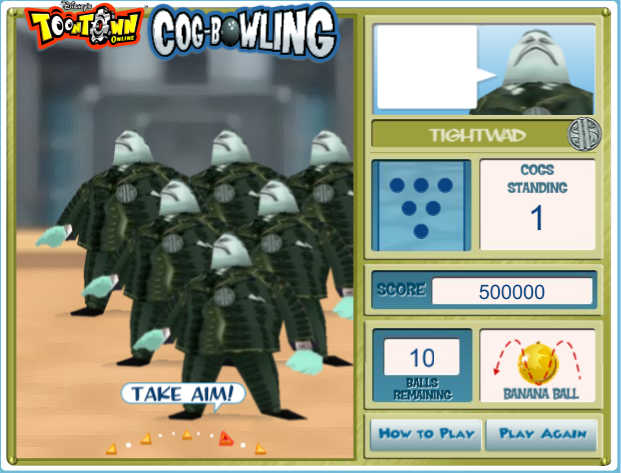 Disney's
TOONTOWN
ONLINE
COG-BOWLING
TIGHTWAD
COGS
STANDING
1
SCORE
500000
10
BALLS
REMAINING
BANANA BALL
TAKE AIM!
HOW TO PLAY
PLAY AGAIN